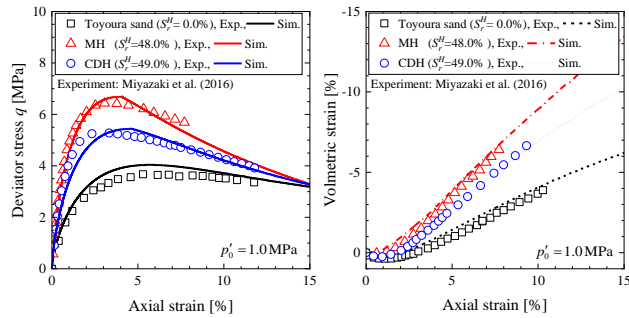 Toyoura sand (S_r^H= 0.0%), Exp., Sim.
MH (S_r^H=48.0%), Exp., Sim.
CDH (S_r^H=49.0%), Exp., Sim.
Experiment: Miyazaki et al. (2016)
Deviator stress q [MPa]
10
8
6
4
2
0
p′₀ = 1.0 MPa
0 5 10 15
Axial strain [%]
Toyoura sand (S_r^H=0.0%), Exp., Sim.
MH (S_r^H=48.0%), Exp., Sim.
CDH (S_r^H=49.0%), Exp., Sim.
Experiment: Miyazaki et al. (2016)
Volmetric strain [%]
-15
-10
-5
0
5
p′₀ = 1.0 MPa
0 5 10 15
Axial strain [%]